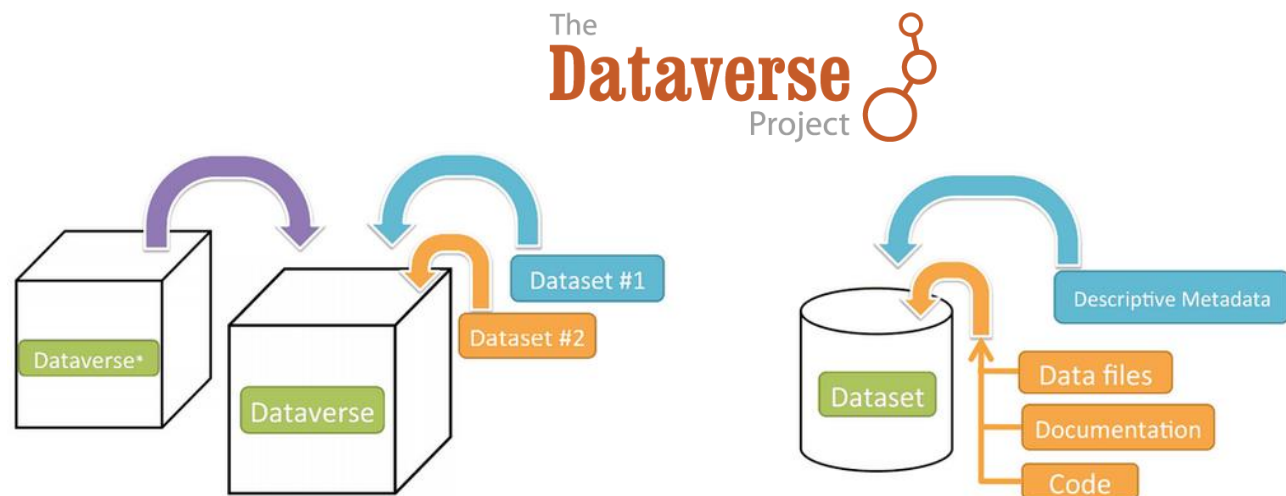 The
Dataverse
Project
Dataverse*
Dataverse
Dataset #1
Dataset #2
Dataset
Descriptive Metadata
Data files
Documentation
Code